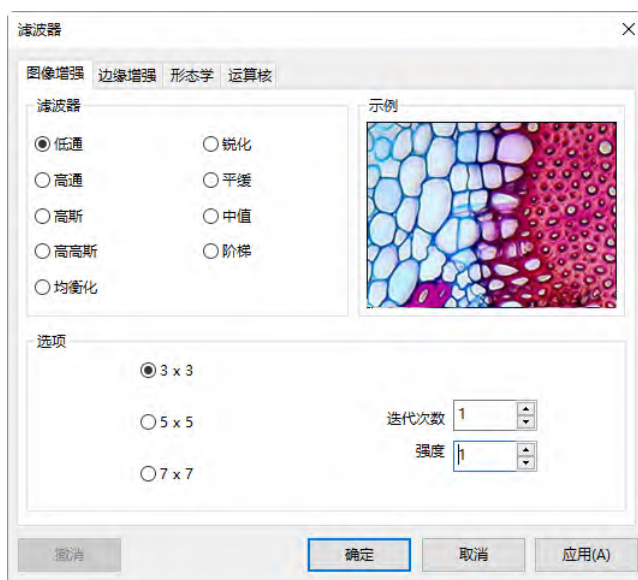 滤波器
图像增强 边缘增强 形态学 运算核
滤波器
低通 锐化
高通 平缓
高斯 中值
高高斯 阶梯
均衡化
示例
选项
3 x 3
5 x 5
7 x 7
迭代次数 1
强度 1
撤消 确定 取消 应用(A)